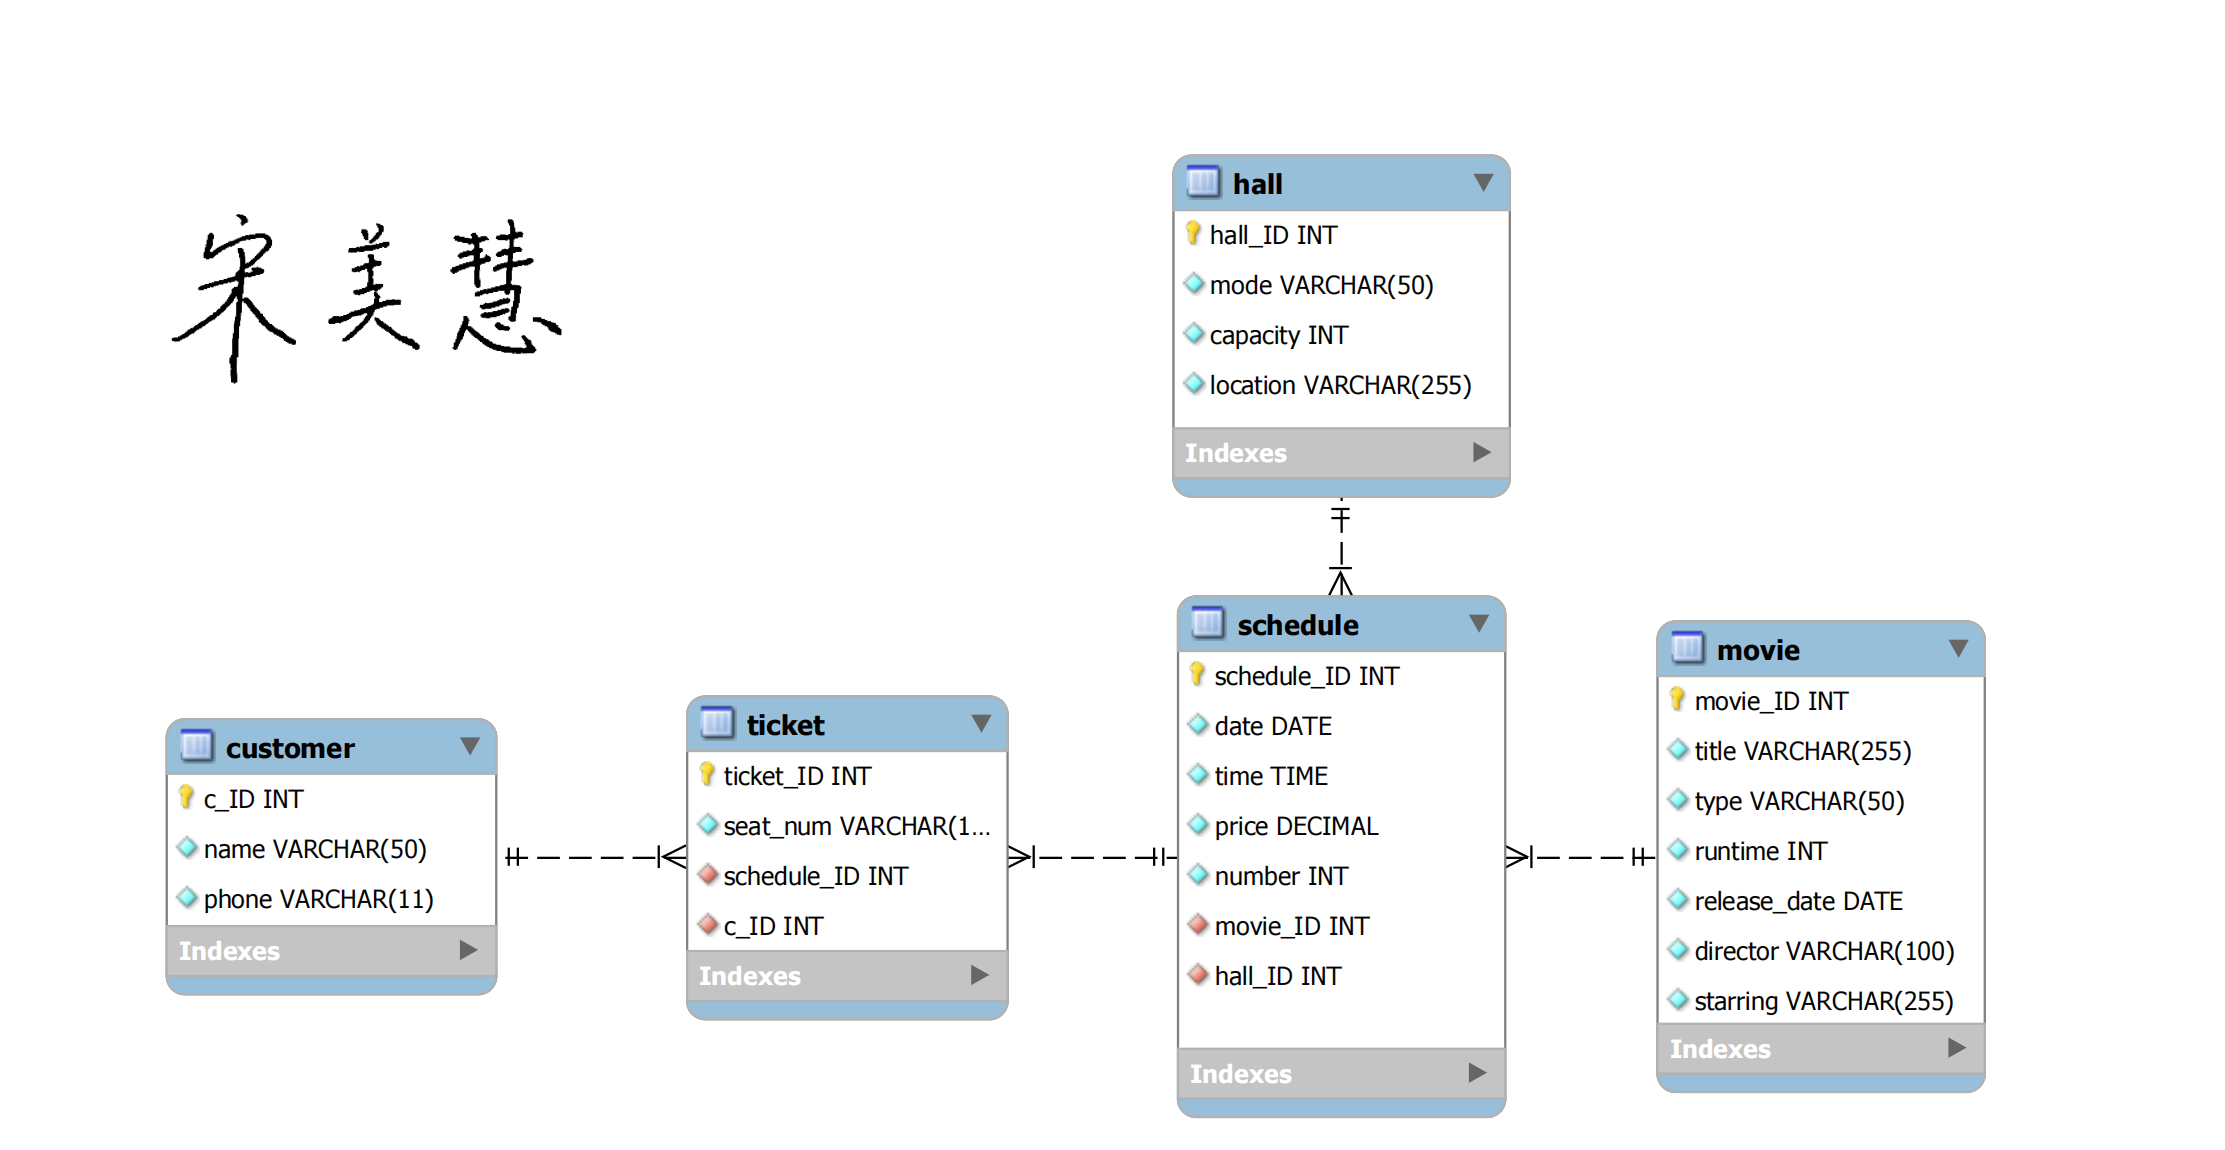 宋美慧
hall
hall_ID INT
mode VARCHAR(50)
capacity INT
location VARCHAR(255)
Indexes
customer
c_ID INT
name VARCHAR(50)
phone VARCHAR(11)
Indexes
ticket
ticket_ID INT
seat_num VARCHAR(1...
schedule_ID INT
c_ID INT
Indexes
schedule
schedule_ID INT
date DATE
time TIME
price DECIMAL
number INT
movie_ID INT
hall_ID INT
Indexes
movie
movie_ID INT
title VARCHAR(255)
type VARCHAR(50)
runtime INT
release_date DATE
director VARCHAR(100)
starring VARCHAR(255)
Indexes